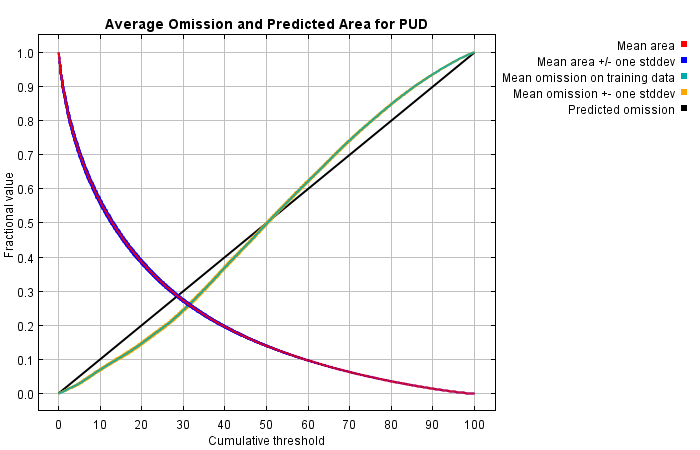 Average Omission and Predicted Area for PUD
Mean area
Mean area +/- one stddev
Mean omission on training data
Mean omission +- one stddev
Predicted omission
Fractional value
1.0
0.9
0.8
0.7
0.6
0.5
0.4
0.3
0.2
0.1
0.0
0 10 20 30 40 50 60 70 80 90 100
Cumulative threshold